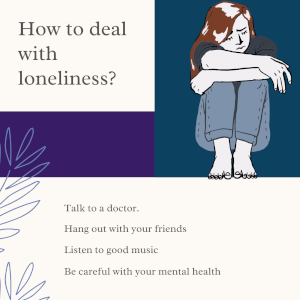 How to deal
with
loneliness?
Talk to a doctor.
Hang out with your friends
Listen to good music
Be careful with your mental health